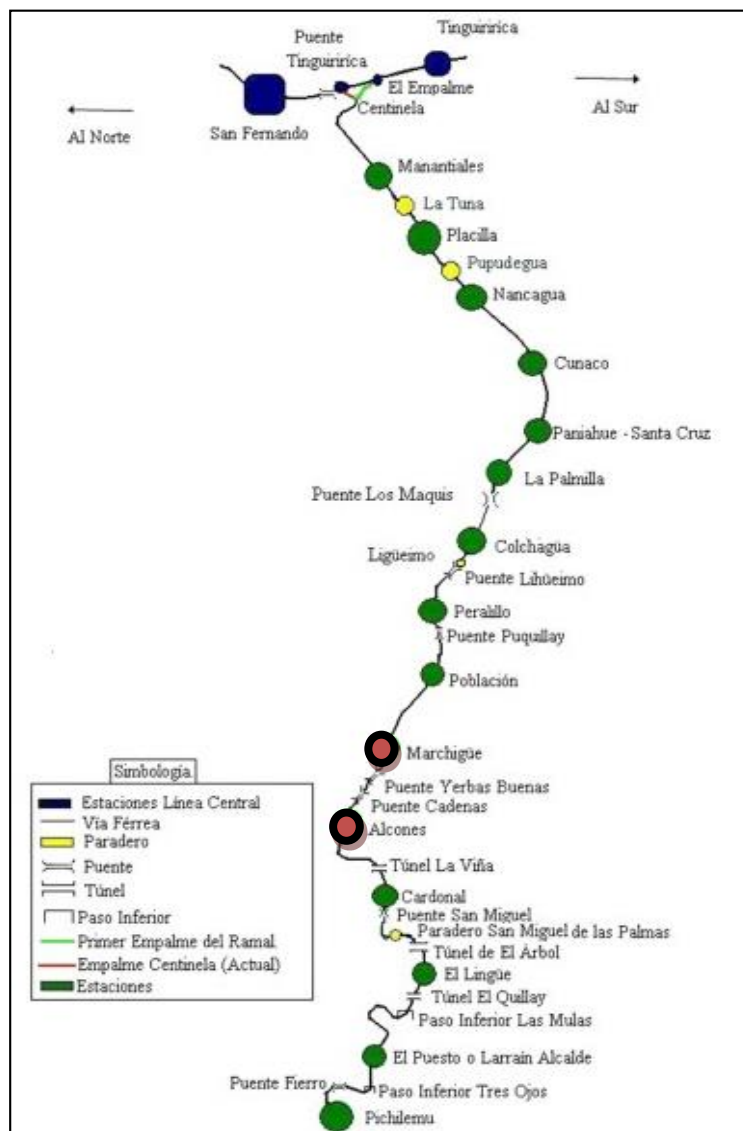 Tinguiririca
Puente
Tinguiririca
El Empalme
Centinela
San Fernando
Al Norte
Al Sur
Manantiales
La Tuna
Placilla
Pupudegua
Nancagua
Cunaco
Paniahue - Santa Cruz
La Palmilla
Puente Los Maquis
Colchagüa
Ligüeimo
Puente Lihüeimo
Peralillo
Puente Puquillay
Población
Marchigüe
Puente Yerbas Buenas
Puente Cadenas
Alcones
Túnel La Viña
Cardonal
Puente San Miguel
Paradero San Miguel de las Palmas
Túnel de El Árbol
El Lingüe
Túnel El Quillay
Paso Inferior Las Mulas
El Puesto o Larraín Alcalde
Puente Fierro
Paso Inferior Tres Ojos
Pichilemu
Simbología
Estaciones Línea Central
Vía Férrea
Paradero
Puente
Túnel
Paso Inferior
Primer Empalme del Ramal
Empalme Centinela (Actual)
Estaciones